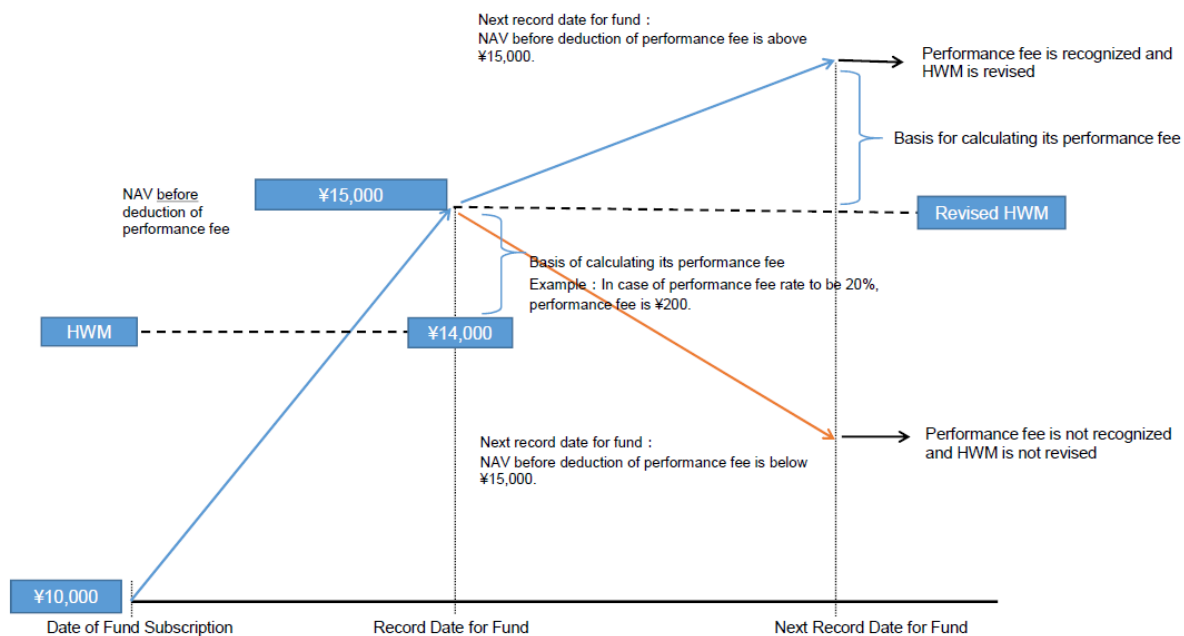 Next record date for fund：
NAV before deduction of performance fee is above
¥15,000.
Performance fee is recognized and
HWM is revised
Basis for calculating its performance fee
NAV before
deduction of
performance fee
¥15,000
Revised HWM
Basis of calculating its performance fee
Example：In case of performance fee rate to be 20%,
performance fee is ¥200.
HWM
¥14,000
Next record date for fund：
NAV before deduction of performance fee is below
¥15,000.
Performance fee is not recognized
and HWM is not revised
¥10,000
Date of Fund Subscription
Record Date for Fund
Next Record Date for Fund